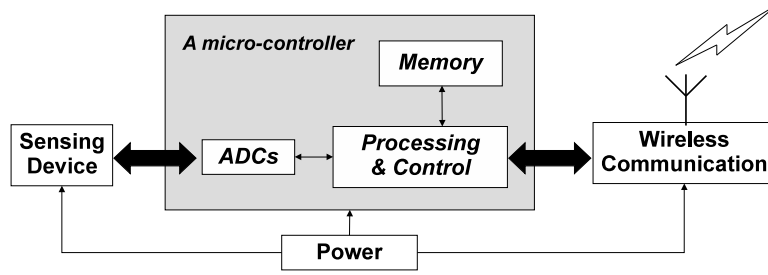 A micro-controller
Memory
Sensing
Device
ADCs
Processing
& Control
Wireless
Communication
Power